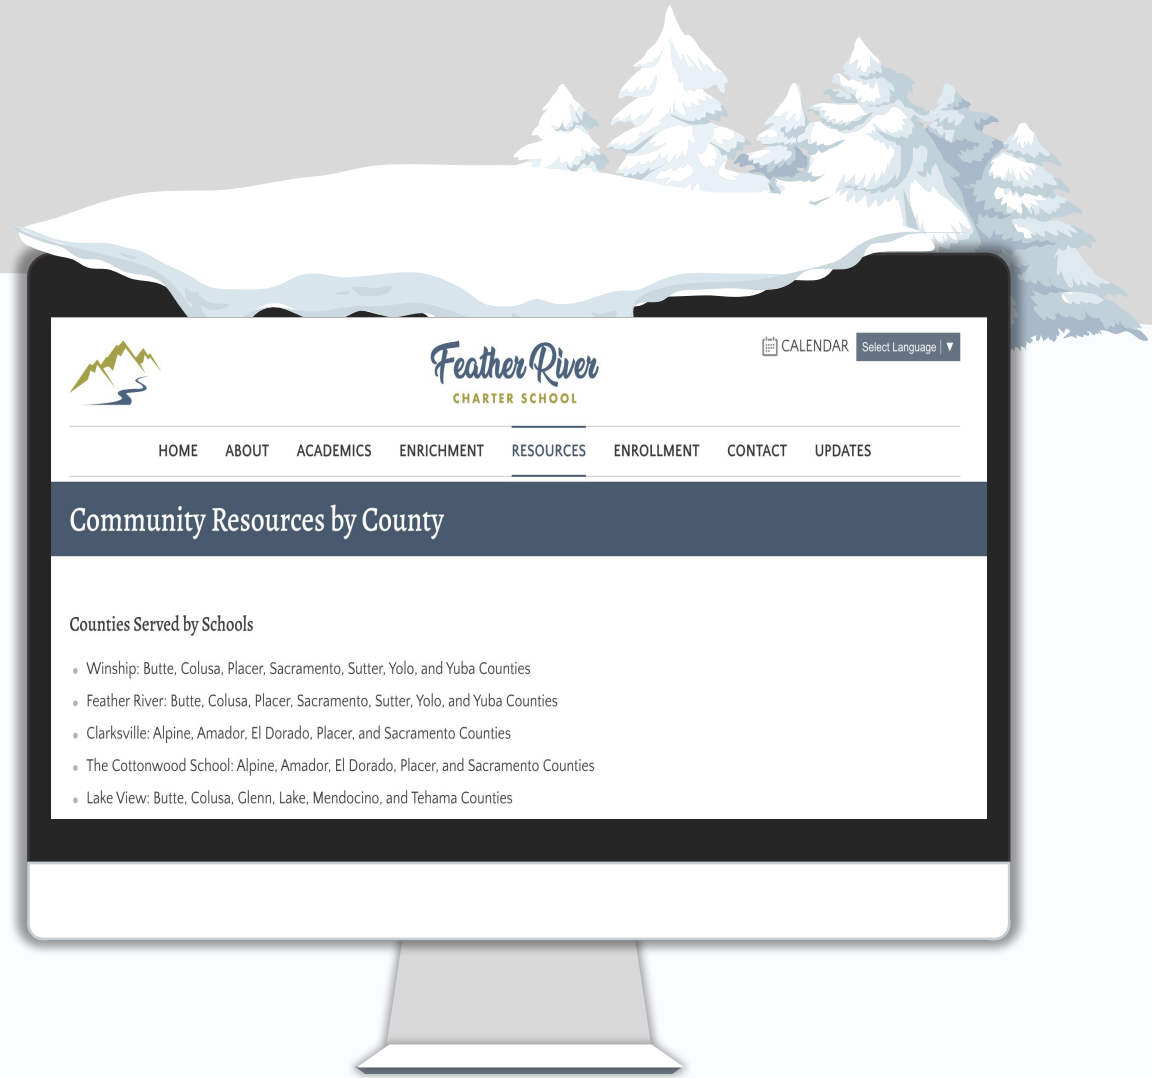 Feather River
CHARTER SCHOOL
CALENDAR
Select Language ▼
HOME ABOUT ACADEMICS ENRICHMENT RESOURCES ENROLLMENT CONTACT UPDATES
Community Resources by County
Counties Served by Schools
Winship: Butte, Colusa, Placer, Sacramento, Sutter, Yolo, and Yuba Counties
Feather River: Butte, Colusa, Placer, Sacramento, Sutter, Yolo, and Yuba Counties
Clarksville: Alpine, Amador, El Dorado, Placer, and Sacramento Counties
The Cottonwood School: Alpine, Amador, El Dorado, Placer, and Sacramento Counties
Lake View: Butte, Colusa, Glenn, Lake, Mendocino, and Tehama Counties